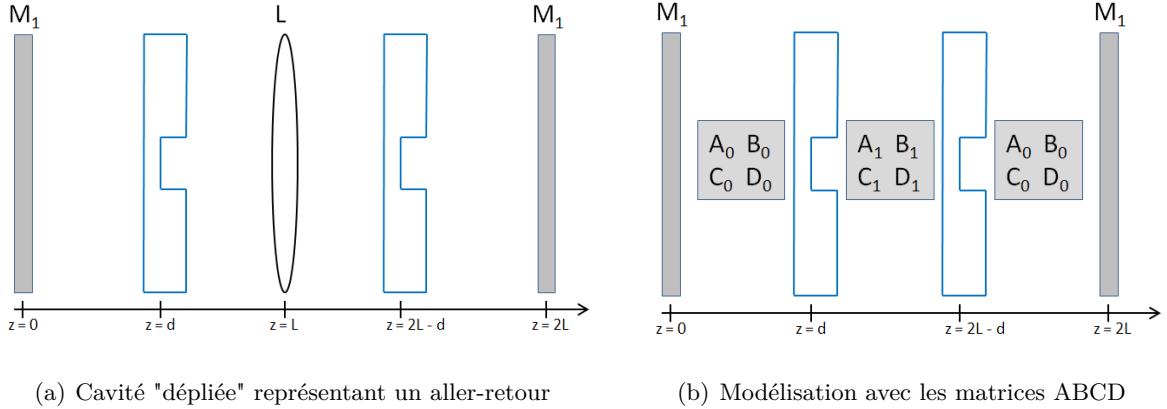 M₁
L
M₁
z = 0
z = d
z = L
z = 2L - d
z = 2L
(a) Cavité "dépliée" représentant un aller-retour
M₁
M₁
A₀ B₀
C₀ D₀
A₁ B₁
C₁ D₁
A₀ B₀
C₀ D₀
z = 0
z = d
z = 2L - d
z = 2L
(b) Modélisation avec les matrices ABCD